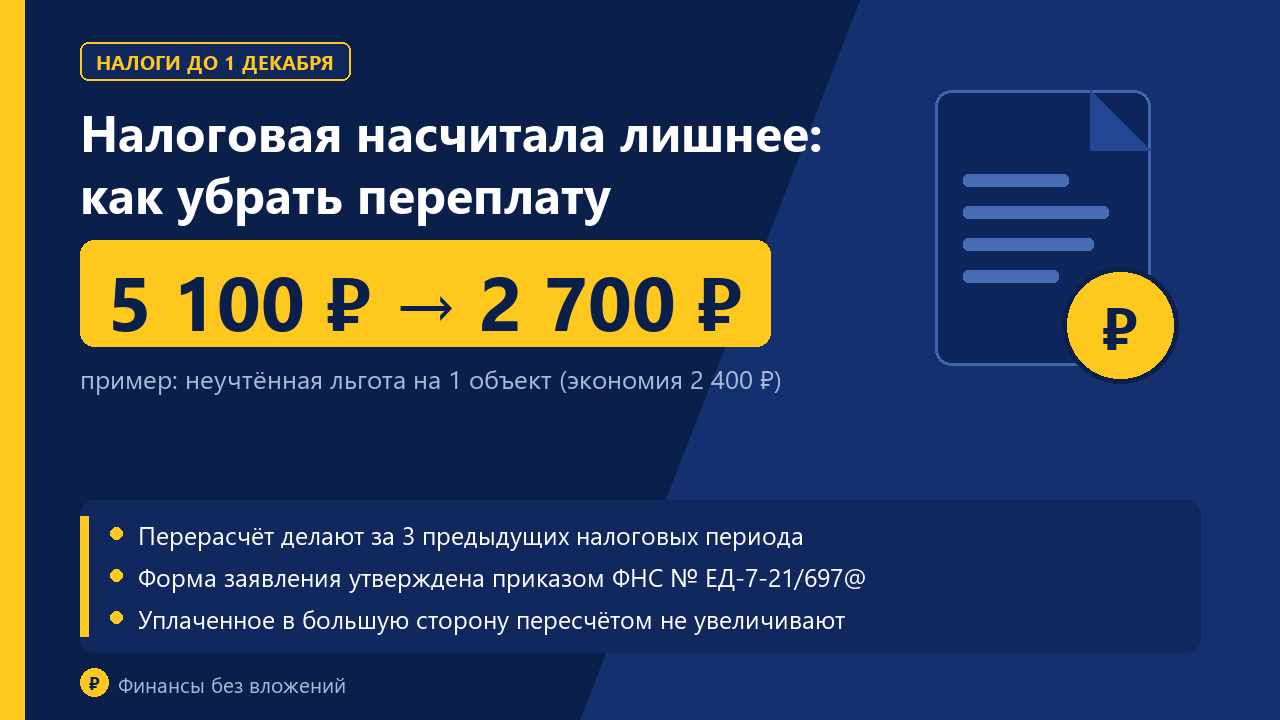 НАЛОГИ ДО 1 ДЕКАБРЯ
Налоговая насчитала лишнее:
как убрать переплату
5 100 ₽ → 2 700 ₽
пример: неучтённая льгота на 1 объект (экономия 2 400 ₽)
₽
Перерасчёт делают за 3 предыдущих налоговых периода
Форма заявления утверждена приказом ФНС № ЕД-7-21/697@
Уплаченное в большую сторону пересчётом не увеличивают
₽ Финансы без вложений